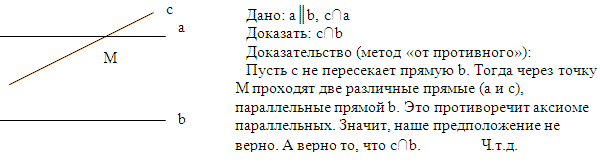 c
a
M
b
Дано: a║b, c∩a
Доказать: c∩b
Доказательство (метод «от противного»):
Пусть с не пересекает прямую b. Тогда через точку
М проходят две различные прямые (а и с),
параллельные прямой b. Это противоречит аксиоме
параллельных. Значит, наше предположение не
верно. А верно то, что с∩b. Ч.т.д.